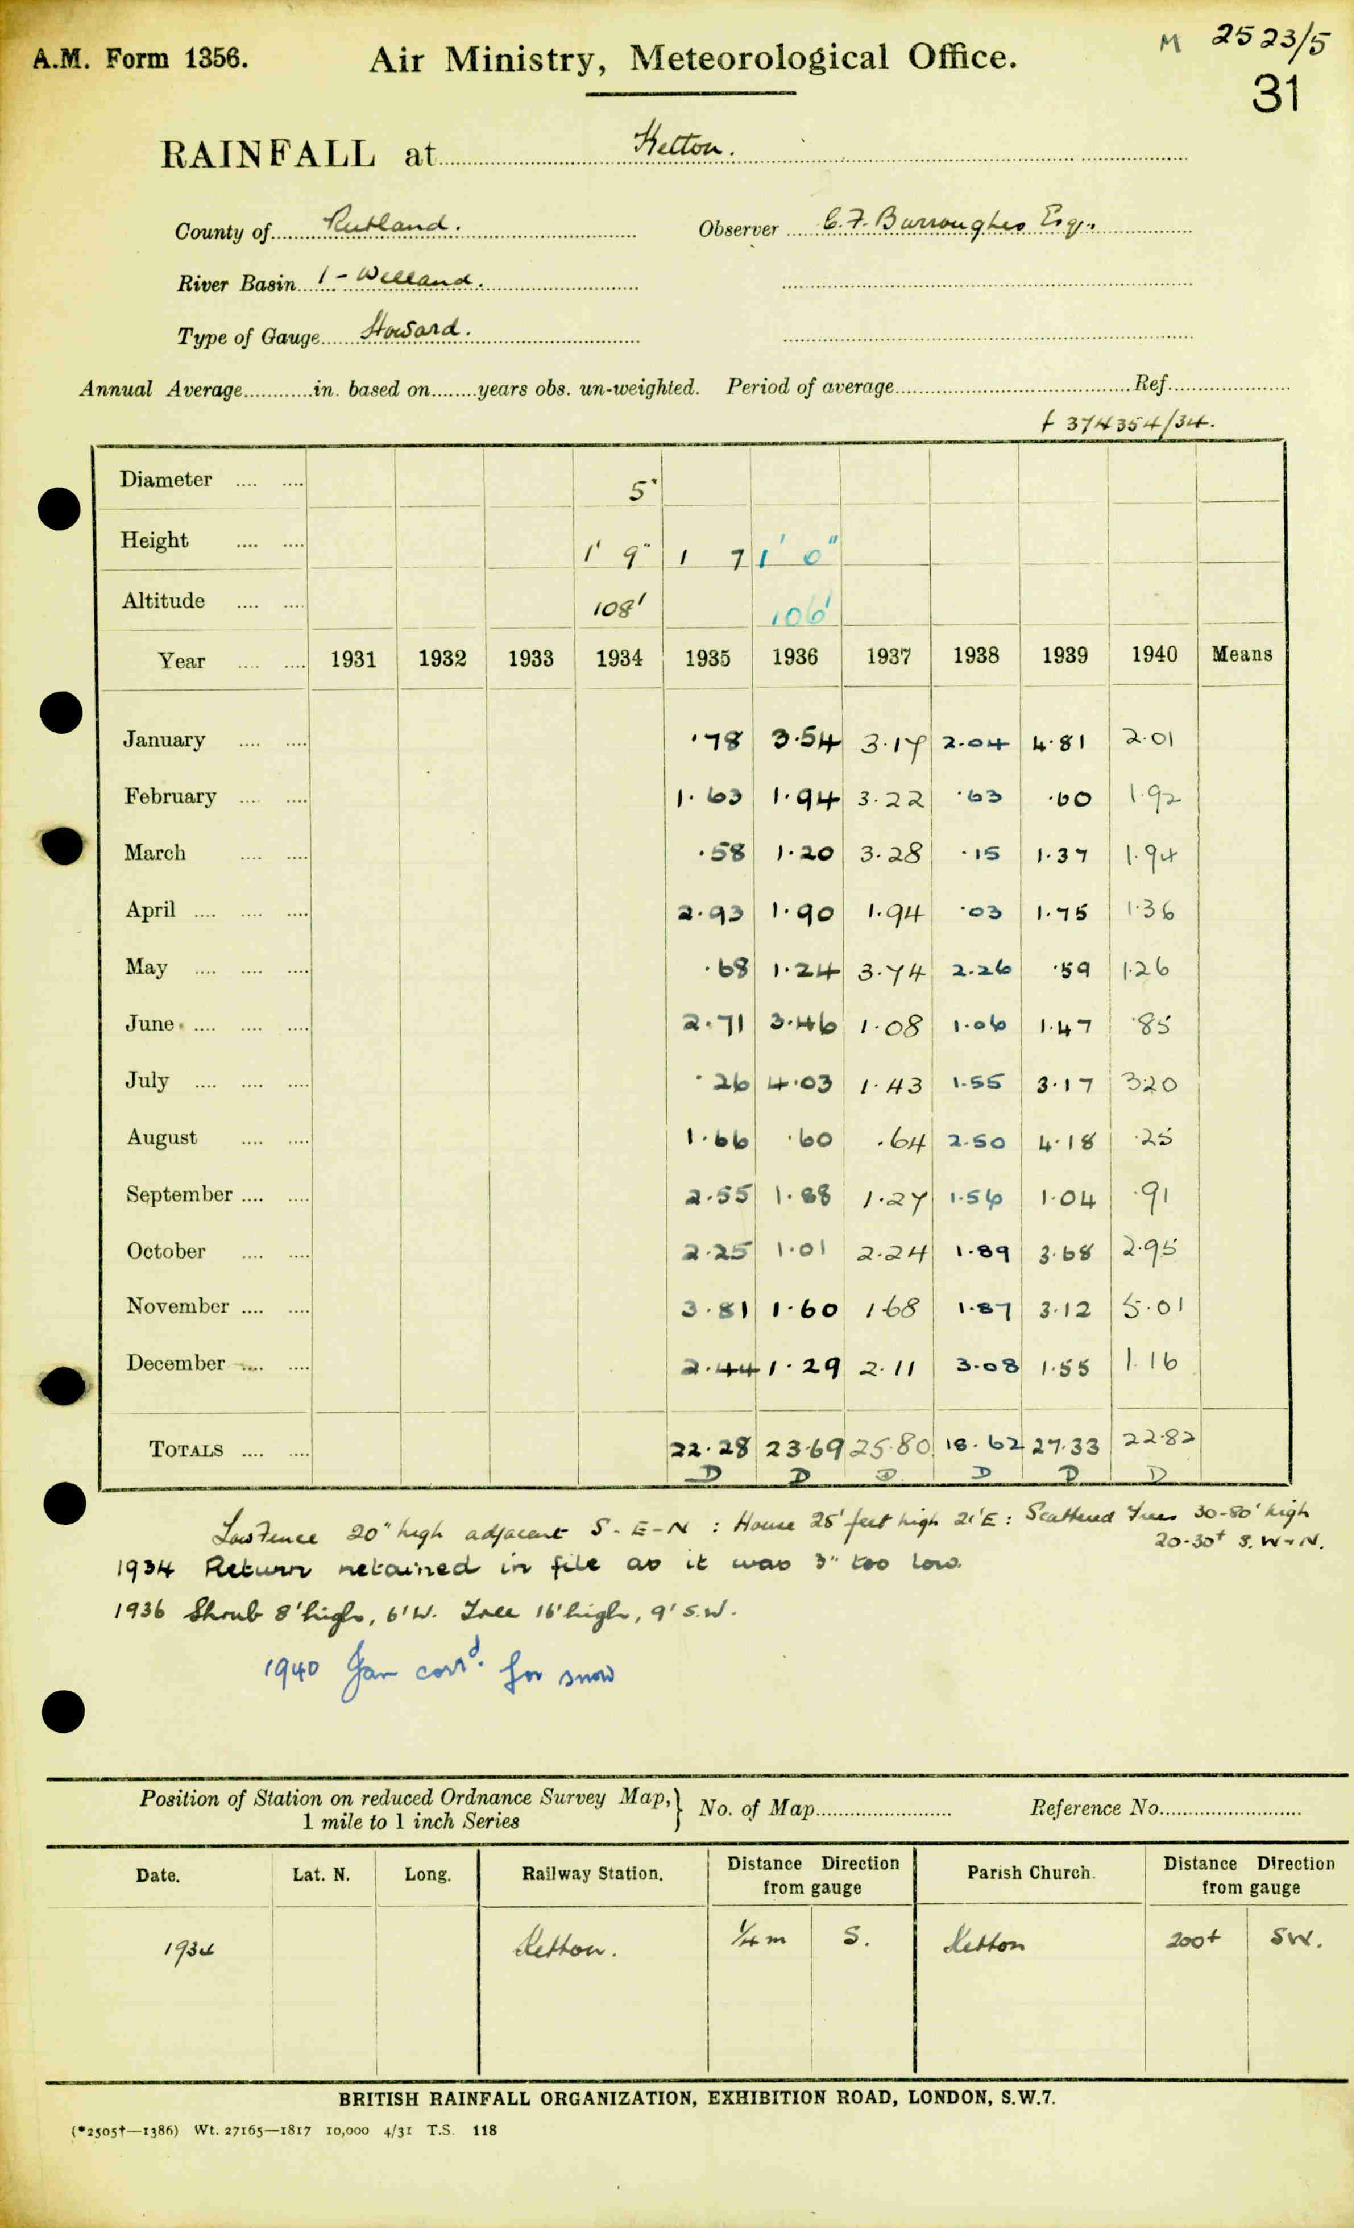 A.M. Form 1356. Air Ministry, Meteorological Office. M 2523/5
31
RAINFALL at Ketton.
County of Rutland. Observer C.F. Burroughes Esq.
River Basin 1 - Welland.
Type of Gauge Howard.
Annual Average............in. based on........years obs. un-weighted. Period of average........Ref........
f 374354/34.
Diameter .... .... 5"
Height .... .... 1' 9" 1 7 1' 0"
Altitude .... .... 108' 106'
Year .... .... 1931 1932 1933 1934 1935 1936 1937 1938 1939 1940 Means
January .... .... ·78 3·54 3·17 2·04 4·81 2·01
February .... .... 1·63 1·94 3·22 ·63 ·60 1·92
March .... .... ·58 1·20 3·28 ·15 1·37 1·94
April .... .... .... 2·93 1·90 1·94 ·03 1·75 1·36
May .... .... .... ·68 1·24 3·74 2·26 ·59 1·26
June .... .... .... 2·71 3·46 1·08 1·06 1·47 ·85
July .... .... .... ·26 4·03 1·43 1·55 3·17 3·20
August .... .... 1·66 ·60 ·64 2·50 4·18 ·25
September .... .... 2·55 1·88 1·27 1·56 1·04 ·91
October .... .... 2·25 1·01 2·24 1·89 3·68 2·95
November .... .... 3·81 1·60 1·68 1·87 3·12 5·01
December .... .... 2·44 1·29 2·11 3·08 1·55 1·16
TOTALS .... .... 22·28 23·69 25·80 18·62 27·33 22·82
D D D D D D
Low Fence 20" high adjacent S - E - N : House 25' feet high 21' E : Scattered Trees 30-80' high
20-30+ S.W-N.
1934 Return retained in file as it was 3" too low.
1936 Shrub 8' high, 6' W. Tree 16' high, 9' S.W.
1940 Jan corrd. for snow
Position of Station on reduced Ordnance Survey Map, } No. of Map........ Reference No........
1 mile to 1 inch Series
Date. Lat. N. Long. Railway Station. Distance Direction from gauge Parish Church. Distance Direction from gauge
1934 Ketton. ¼ m S. Ketton 200+ SW.
BRITISH RAINFALL ORGANIZATION, EXHIBITION ROAD, LONDON, S.W.7.
(*2505†—1386) Wt. 27165—1817 10,000 4/31 T.S. 118